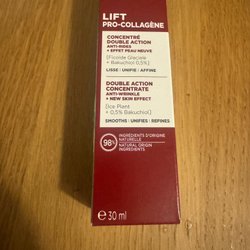 LIFT
PRO-COLLAGÈNE
CONCENTRÉ
DOUBLE ACTION
ANTI-RIDES
+ EFFET PEAU NEUVE
[Ficoïde Glaciale
+ Bakuchiol 0,5%]
LISSE | UNIFIE | AFFINE
DOUBLE ACTION
CONCENTRATE
ANTI-WRINKLE
+ NEW SKIN EFFECT
[Ice Plant
+ 0,5% Bakuchiol]
SMOOTHS | UNIFIES | REFINES
98%
INGRÉDIENTS D'ORIGINE
NATURELLE
NATURAL ORIGIN
INGREDIENTS
e 30 ml